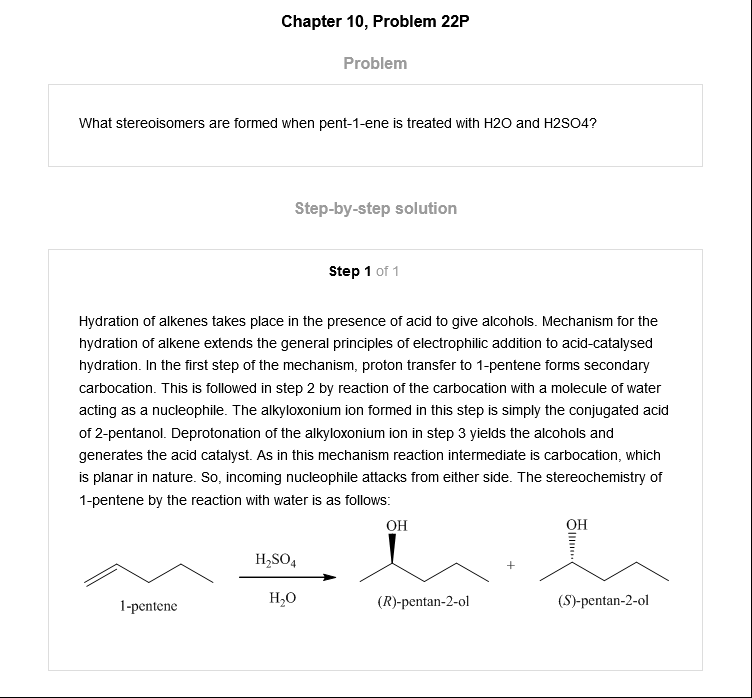 Chapter 10, Problem 22P
Problem
What stereoisomers are formed when pent-1-ene is treated with H2O and H2SO4?
Step-by-step solution
Step 1 of 1
Hydration of alkenes takes place in the presence of acid to give alcohols. Mechanism for the
hydration of alkene extends the general principles of electrophilic addition to acid-catalysed
hydration. In the first step of the mechanism, proton transfer to 1-pentene forms secondary
carbocation. This is followed in step 2 by reaction of the carbocation with a molecule of water
acting as a nucleophile. The alkyloxonium ion formed in this step is simply the conjugated acid
of 2-pentanol. Deprotonation of the alkyloxonium ion in step 3 yields the alcohols and
generates the acid catalyst. As in this mechanism reaction intermediate is carbocation, which
is planar in nature. So, incoming nucleophile attacks from either side. The stereochemistry of
1-pentene by the reaction with water is as follows:
OH OH
H₂SO₄ +
H₂O
1-pentene (R)-pentan-2-ol (S)-pentan-2-ol